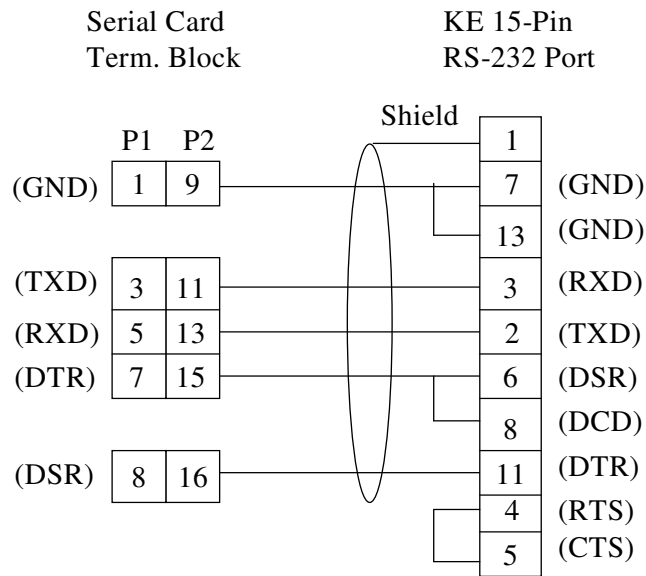 Serial Card KE 15-Pin
Term. Block RS-232 Port
Shield
P1 P2 1
(GND) 1 9 7 (GND)
13 (GND)
(TXD) 3 11 3 (RXD)
(RXD) 5 13 2 (TXD)
(DTR) 7 15 6 (DSR)
8 (DCD)
(DSR) 8 16 11 (DTR)
4 (RTS)
5 (CTS)